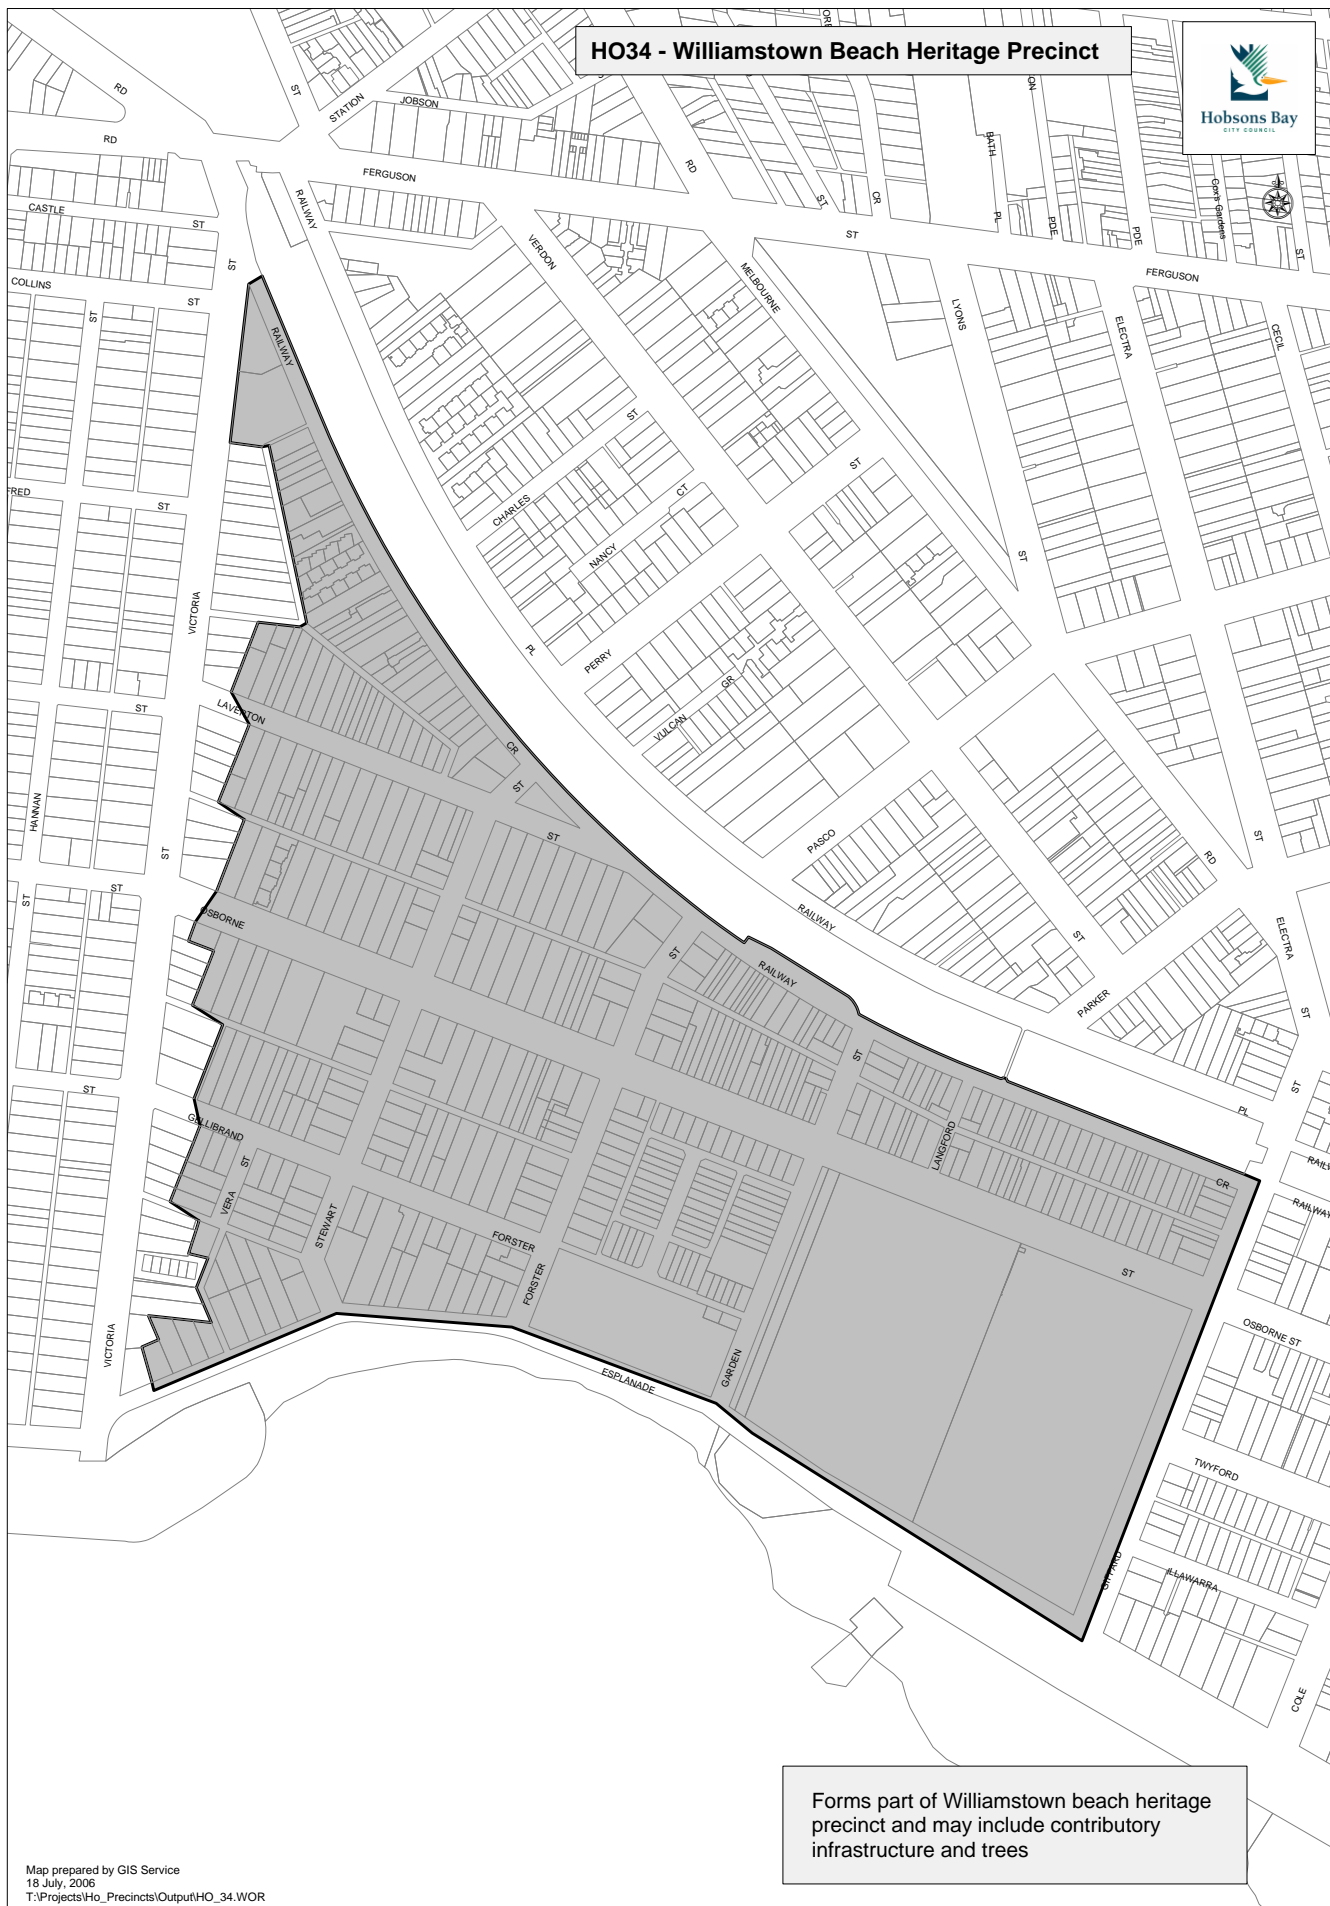 HO34 - Williamstown Beach Heritage Precinct
Hobsons Bay
CITY COUNCIL
RD
ST
STATION
JOBSON
RD
FERGUSON
RD
BATH
PL
PDE
PDE
Cox's Gardens
CASTLE
ST
RAILWAY
ST
CR
ST
ST
ST
COLLINS
ST
ST
VERDON
MELBOURNE
FERGUSON
LYONS
ELECTRA
CECIL
RAILWAY
ST
ST
ST
CHARLES
CT
NANCY
ST
VICTORIA
PL
PERRY
GR
VULCAN
ST
LAVERTON
CR
ST
HANNAN
ST
ST
PASCO
RD
ST
ST
ST
OSBORNE
RAILWAY
ST
ELECTRA
ST
RAILWAY
PARKER
ST
ST
ST
ST
PL
GELLIBRAND
LANGFORD
ST
VERA
STEWART
FORSTER
FORSTER
CR
RAILWAY
ST
OSBORNE ST
VICTORIA
ESPLANADE
GARDEN
TWYFORD
GIFFARD
ILLAWARRA
COLE
Forms part of Williamstown beach heritage
precinct and may include contributory
infrastructure and trees
Map prepared by GIS Service
18 July, 2006
T:\Projects\Ho_Precincts\Output\HO_34.WOR